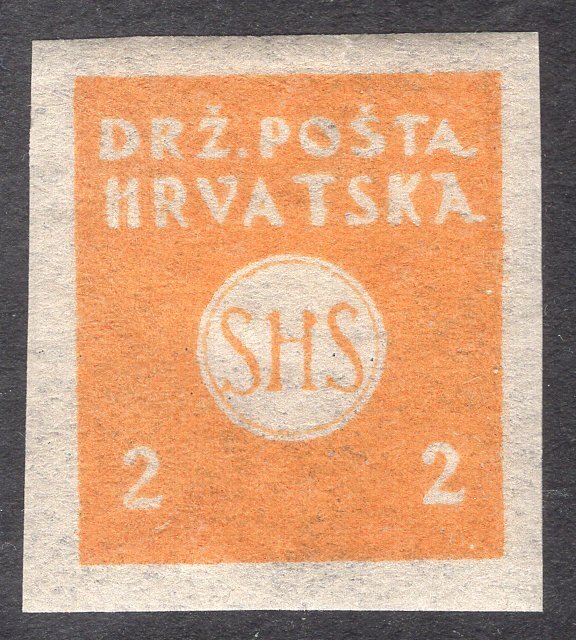 DRŽ. POŠTA
HRVATSKA
SHS
2 2